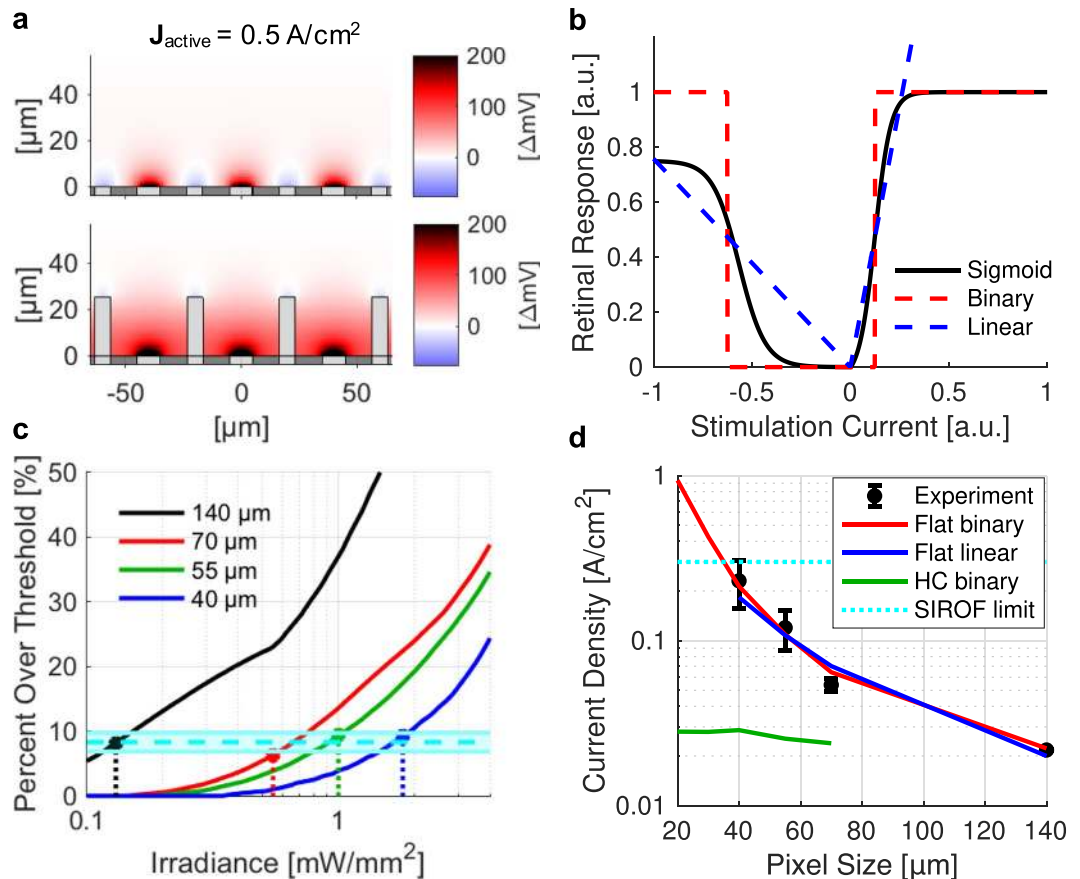 a
J_active = 0.5 A/cm²
[µm]
40
20
0
200
100
0
[ΔmV]
[µm]
40
20
0
200
100
0
[ΔmV]
-50
0
50
[µm]
b
Retinal Response [a.u.]
1
0.8
0.6
0.4
0.2
0
Sigmoid
Binary
Linear
-1
-0.5
0
0.5
1
Stimulation Current [a.u.]
c
Percent Over Threshold [%]
50
40
30
20
10
0
140 µm
70 µm
55 µm
40 µm
0.1
1
Irradiance [mW/mm²]
d
Current Density [A/cm²]
1
0.1
0.01
Experiment
Flat binary
Flat linear
HC binary
SIROF limit
20
40
60
80
100
120
140
Pixel Size [µm]